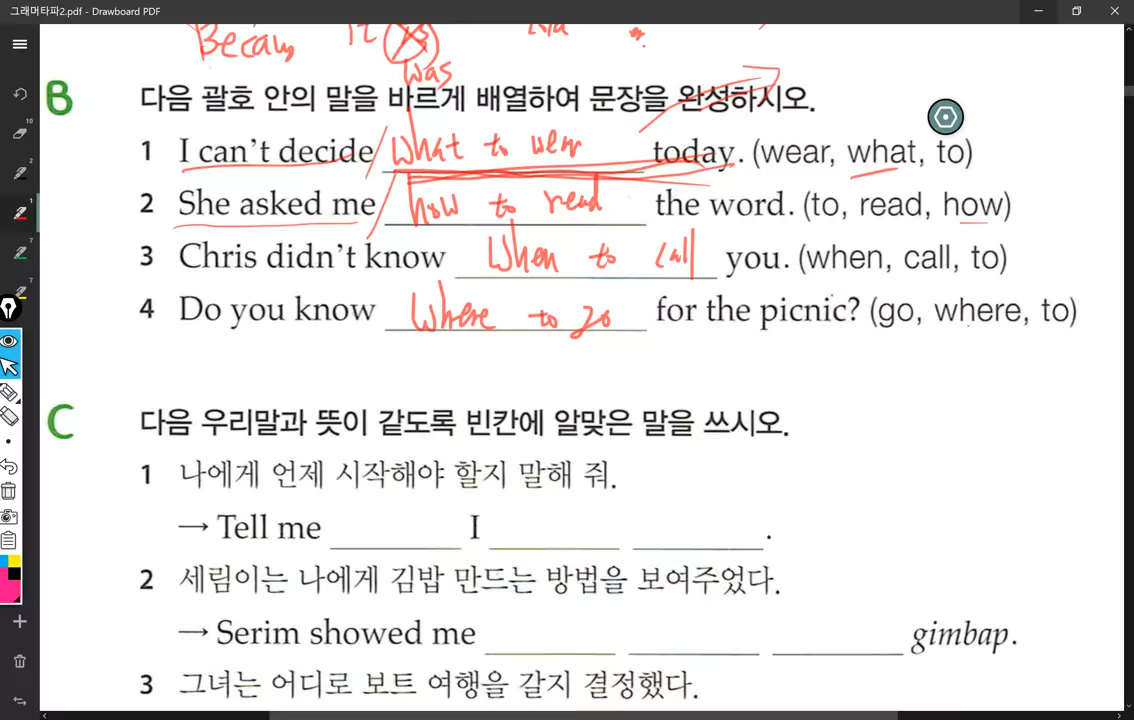 그래머타파2.pdf - Drawboard PDF
Becaus it was
B 다음 괄호 안의 말을 바르게 배열하여 문장을 완성하시오.
1 I can't decide what to wear today. (wear, what, to)
2 She asked me how to read the word. (to, read, how)
3 Chris didn't know when to call you. (when, call, to)
4 Do you know where to go for the picnic? (go, where, to)
C 다음 우리말과 뜻이 같도록 빈칸에 알맞은 말을 쓰시오.
1 나에게 언제 시작해야 할지 말해 줘.
→ Tell me ________ I ________ ________.
2 세림이는 나에게 김밥 만드는 방법을 보여주었다.
→ Serim showed me ________ ________ ________ gimbap.
3 그녀는 어디로 보트 여행을 갈지 결정했다.